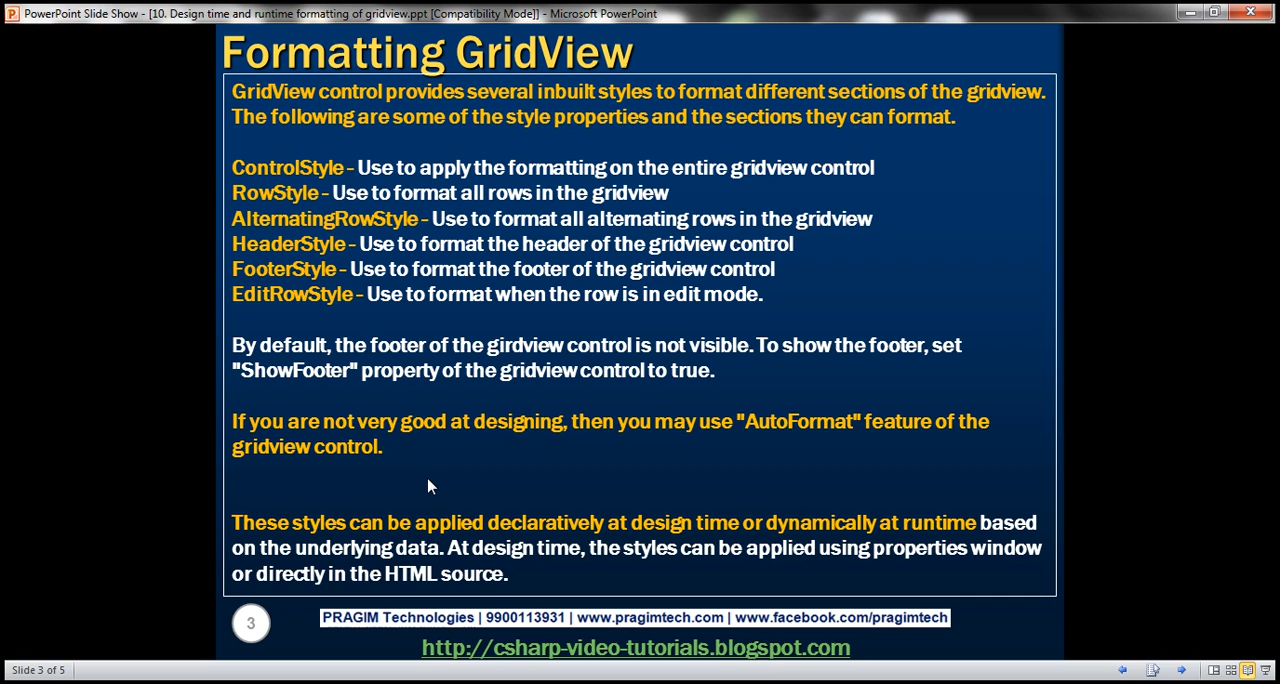 PowerPoint Slide Show - [10. Design time and runtime formatting of gridview.ppt [Compatibility Mode]] - Microsoft PowerPoint
Formatting GridView
GridView control provides several inbuilt styles to format different sections of the gridview.
The following are some of the style properties and the sections they can format.
ControlStyle - Use to apply the formatting on the entire gridview control
RowStyle - Use to format all rows in the gridview
AlternatingRowStyle - Use to format all alternating rows in the gridview
HeaderStyle - Use to format the header of the gridview control
FooterStyle - Use to format the footer of the gridview control
EditRowStyle - Use to format when the row is in edit mode.
By default, the footer of the girdview control is not visible. To show the footer, set
"ShowFooter" property of the gridview control to true.
If you are not very good at designing, then you may use "AutoFormat" feature of the
gridview control.
These styles can be applied declaratively at design time or dynamically at runtime based
on the underlying data. At design time, the styles can be applied using properties window
or directly in the HTML source.
3
PRAGIM Technologies | 9900113931 | www.pragimtech.com | www.facebook.com/pragimtech
http://csharp-video-tutorials.blogspot.com
Slide 3 of 5